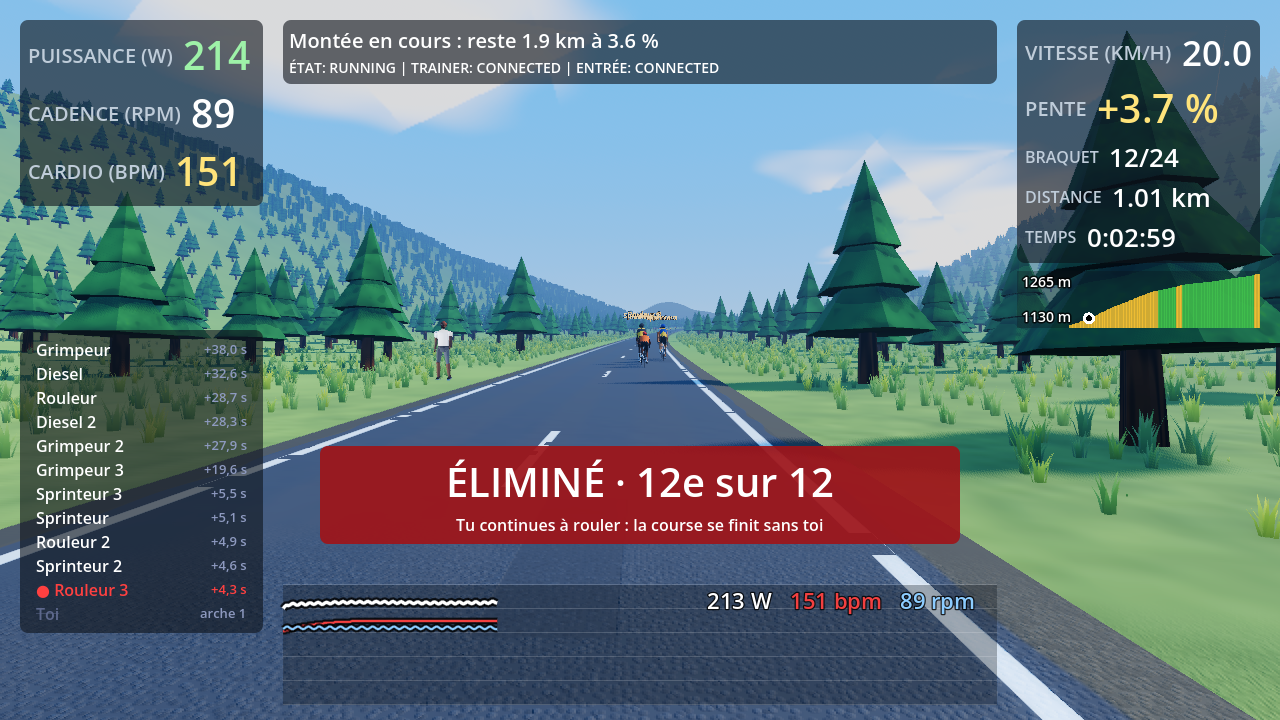 PUISSANCE (W) 214
CADENCE (RPM) 89
CARDIO (BPM) 151
Montée en cours : reste 1.9 km à 3.6 %
ÉTAT: RUNNING | TRAINER: CONNECTED | ENTRÉE: CONNECTED
VITESSE (KM/H) 20.0
PENTE +3.7 %
BRAQUET 12/24
DISTANCE 1.01 km
TEMPS 0:02:59
1265 m
1130 m
Grimpeur +38,0 s
Diesel +32,6 s
Rouleur +28,7 s
Diesel 2 +28,3 s
Grimpeur 2 +27,9 s
Grimpeur 3 +19,6 s
Sprinteur 3 +5,5 s
Sprinteur +5,1 s
Rouleur 2 +4,9 s
Sprinteur 2 +4,6 s
Rouleur 3 +4,3 s
Toi arche 1
ÉLIMINÉ · 12e sur 12
Tu continues à rouler : la course se finit sans toi
213 W 151 bpm 89 rpm